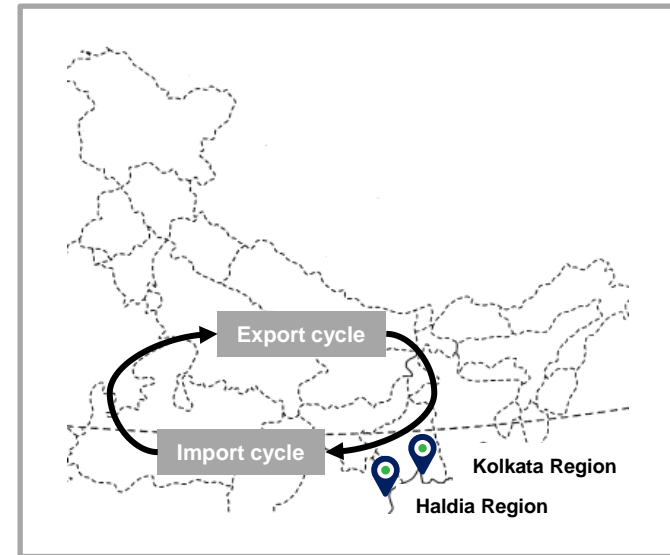 Export cycle
Import cycle
Kolkata Region
Haldia Region